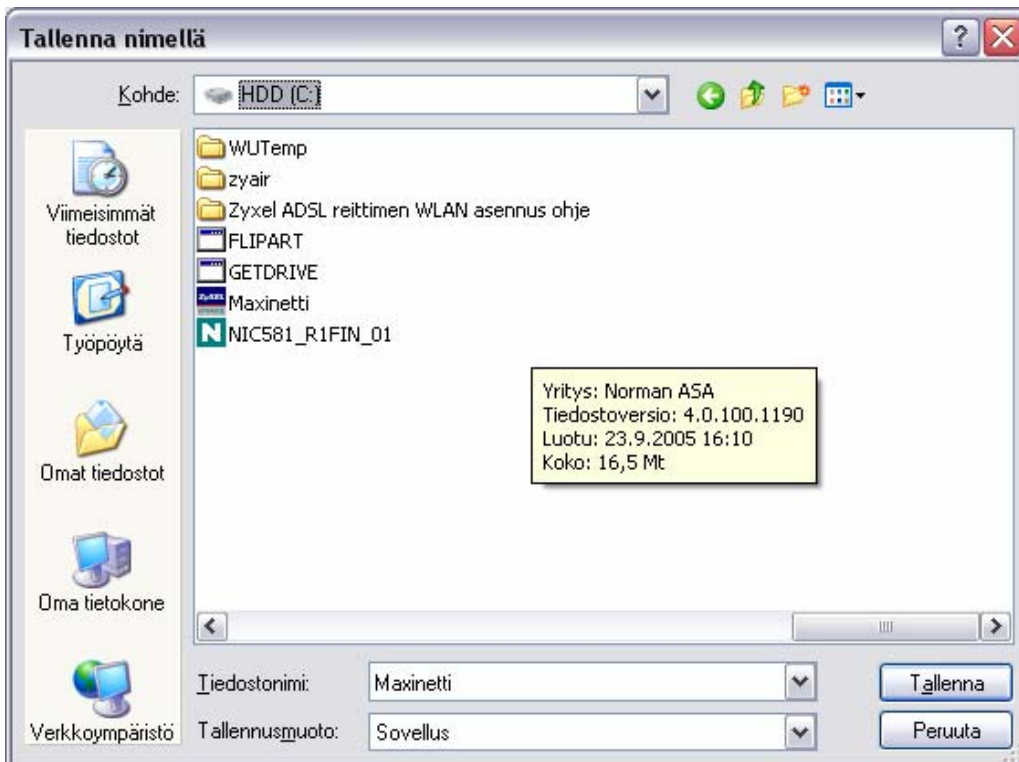 Tallenna nimellä
Kohde:
HDD (C:)
WUTemp
zyair
Zyxel ADSL reittimen WLAN asennus ohje
FLIPART
GETDRIVE
Maxinetti
NIC581_R1FIN_01
Yritys: Norman ASA
Tiedostoversio: 4.0.100.1190
Luotu: 23.9.2005 16:10
Koko: 16,5 Mt
Viimeisimmät
tiedostot
Työpöytä
Omat tiedostot
Oma tietokone
Verkkoympäristö
Tiedostonimi:
Maxinetti
Tallenna
Tallennusmuoto:
Sovellus
Peruuta